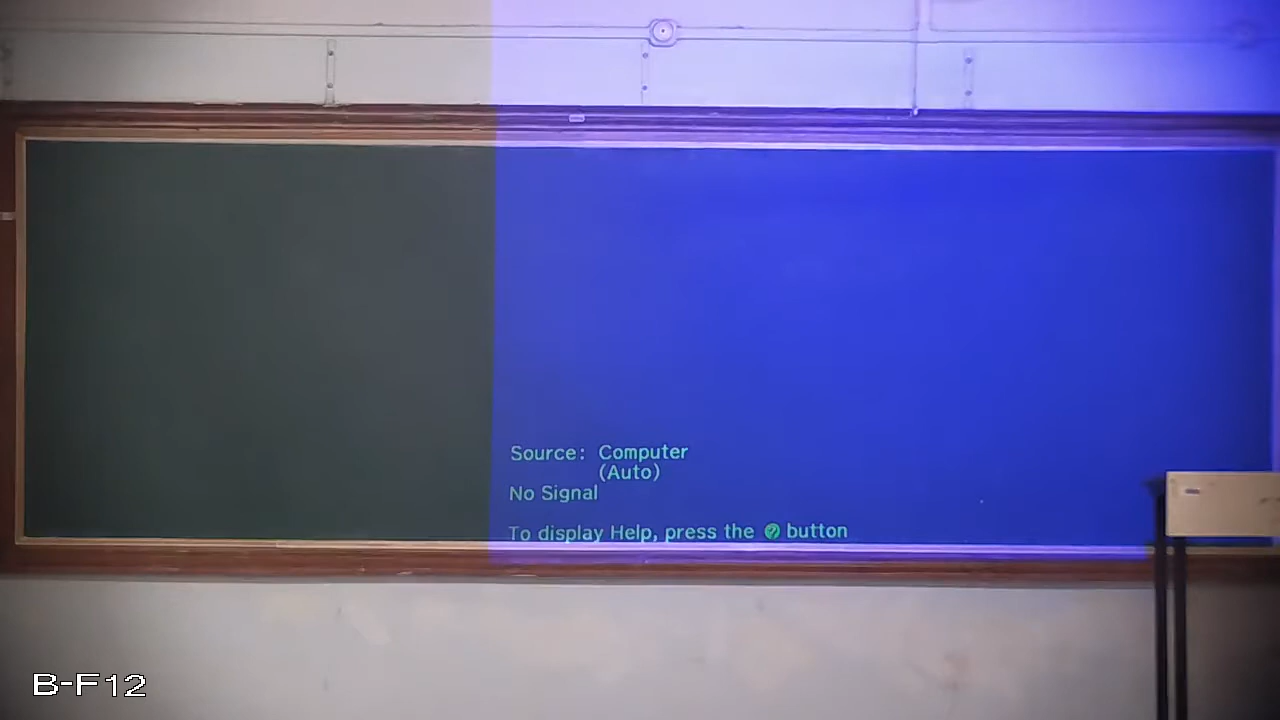 Source: Computer
(Auto)
No Signal
To display Help, press the ? button
B-F12